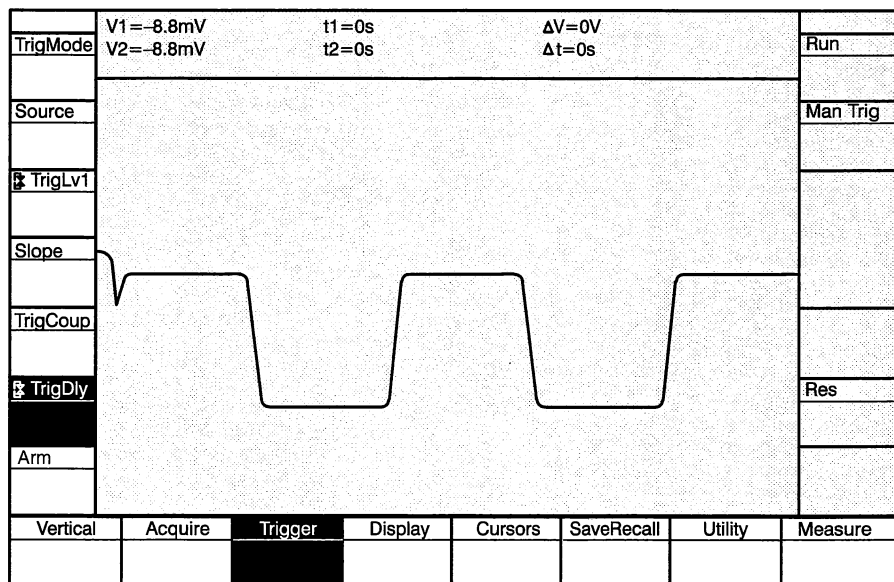 V1=–8.8mV t1=0s ΔV=0V
TrigMode V2=–8.8mV t2=0s Δt=0s Run
Source Man Trig
TrigLv1
Slope
TrigCoup
TrigDly Res
Arm
Vertical Acquire Trigger Display Cursors SaveRecall Utility Measure